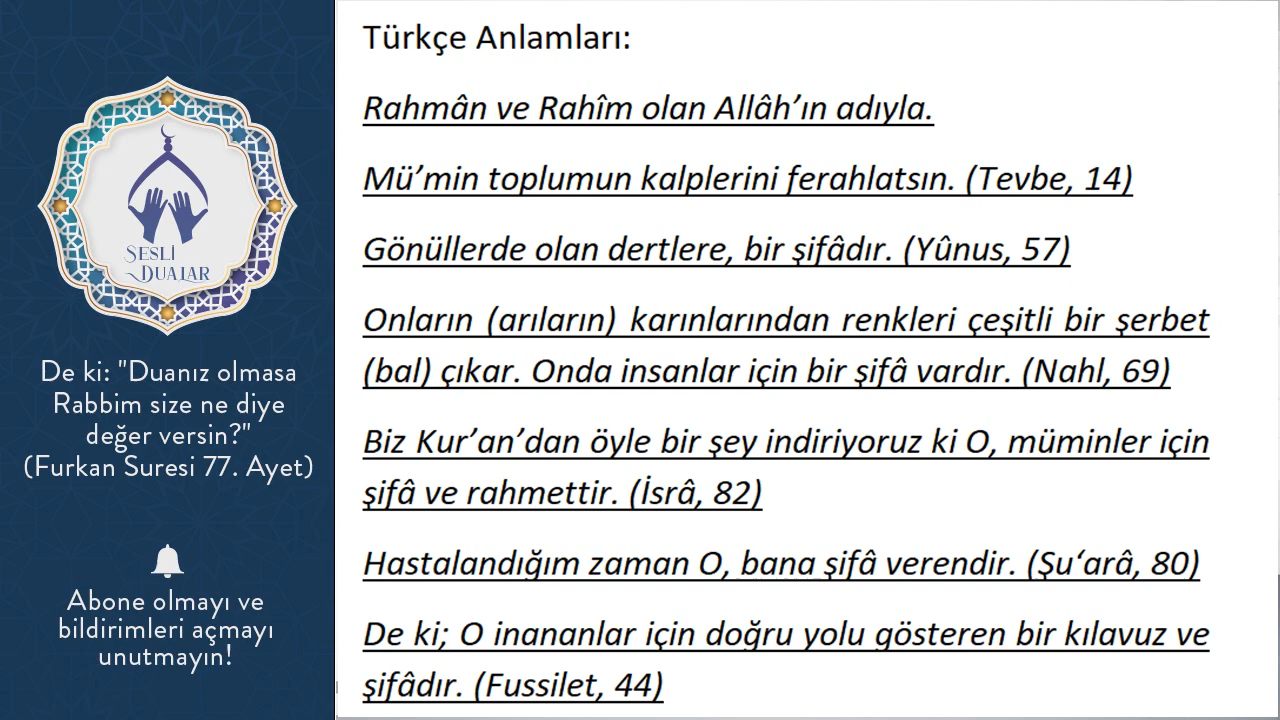 SESLİ
DUALAR
De ki: "Duanız olmasa
Rabbim size ne diye
değer versin?"
(Furkan Suresi 77. Ayet)
Abone olmayı ve
bildirimleri açmayı
unutmayın!
Türkçe Anlamları:
Rahmân ve Rahîm olan Allâh’ın adıyla.
Mü’min toplumun kalplerini ferahlatsın. (Tevbe, 14)
Gönüllerde olan dertlere, bir şifâdır. (Yûnus, 57)
Onların (arıların) karınlarından renkleri çeşitli bir şerbet
(bal) çıkar. Onda insanlar için bir şifâ vardır. (Nahl, 69)
Biz Kur’an’dan öyle bir şey indiriyoruz ki O, müminler için
şifâ ve rahmettir. (İsrâ, 82)
Hastalandığım zaman O, bana şifâ verendir. (Şu‘arâ, 80)
De ki; O inananlar için doğru yolu gösteren bir kılavuz ve
şifâdır. (Fussilet, 44)